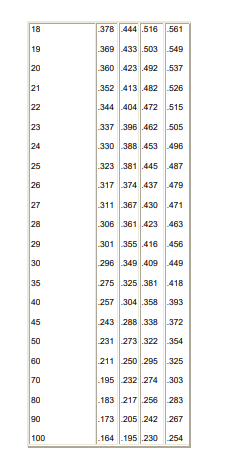 18 .378 .444 .516 .561
19 .369 .433 .503 .549
20 .360 .423 .492 .537
21 .352 .413 .482 .526
22 .344 .404 .472 .515
23 .337 .396 .462 .505
24 .330 .388 .453 .496
25 .323 .381 .445 .487
26 .317 .374 .437 .479
27 .311 .367 .430 .471
28 .306 .361 .423 .463
29 .301 .355 .416 .456
30 .296 .349 .409 .449
35 .275 .325 .381 .418
40 .257 .304 .358 .393
45 .243 .288 .338 .372
50 .231 .273 .322 .354
60 .211 .250 .295 .325
70 .195 .232 .274 .303
80 .183 .217 .256 .283
90 .173 .205 .242 .267
100 .164 .195 .230 .254